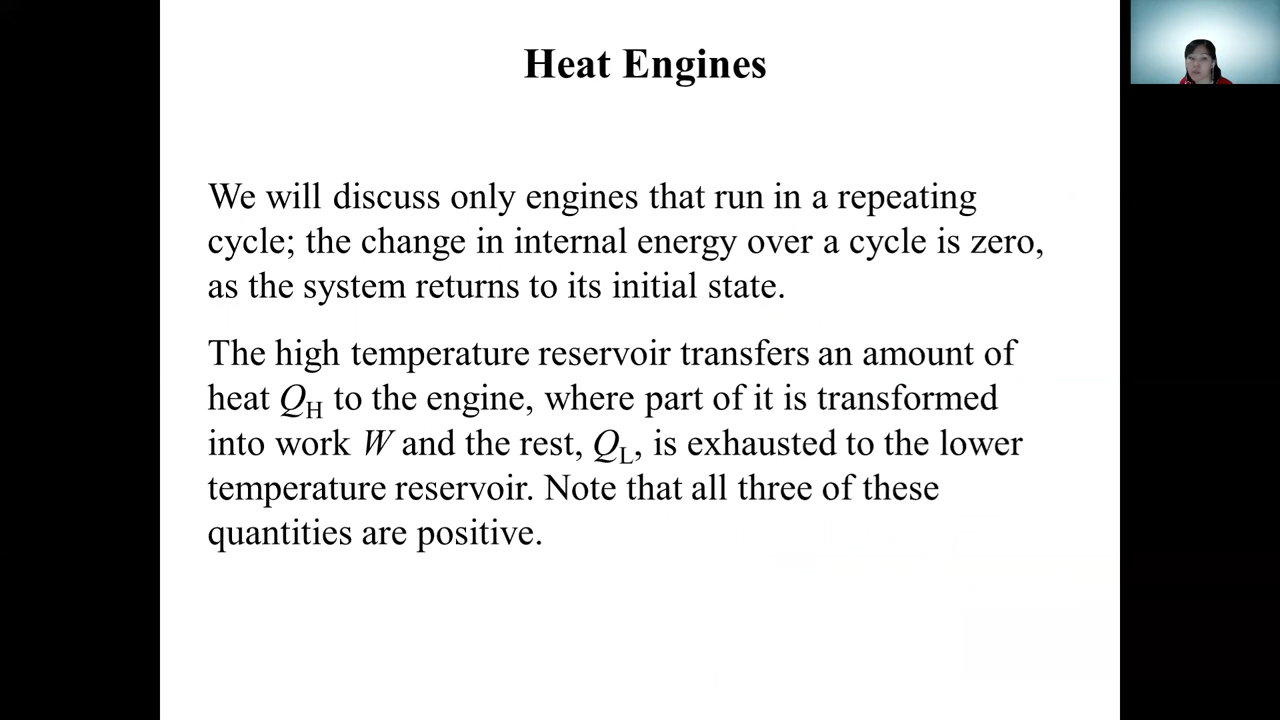 Heat Engines
We will discuss only engines that run in a repeating
cycle; the change in internal energy over a cycle is zero,
as the system returns to its initial state.
The high temperature reservoir transfers an amount of
heat Q_H to the engine, where part of it is transformed
into work W and the rest, Q_L, is exhausted to the lower
temperature reservoir. Note that all three of these
quantities are positive.